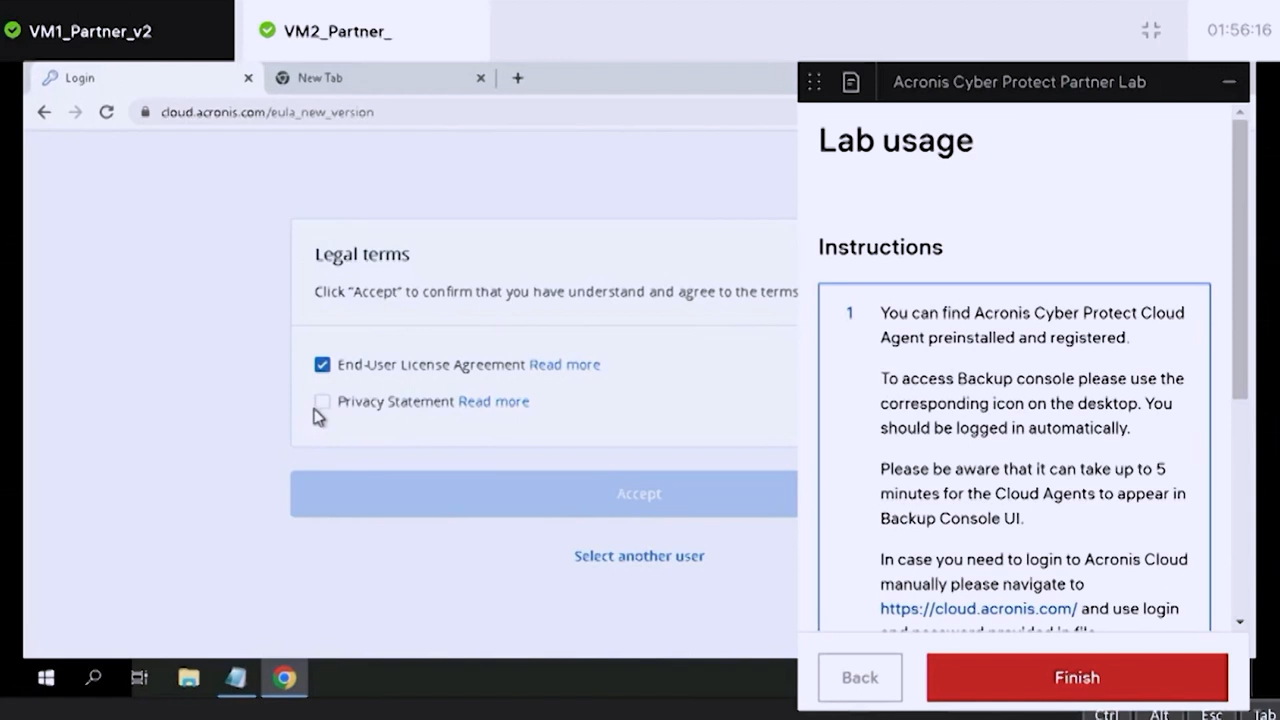 VM1_Partner_v2
VM2_Partner_
01:56:16
Login
New Tab
cloud.acronis.com/eula_new_version
Legal terms
Click "Accept" to confirm that you have understand and agree to the terms
End-User License Agreement Read more
Privacy Statement Read more
Accept
Select another user
Acronis Cyber Protect Partner Lab
Lab usage
Instructions
1 You can find Acronis Cyber Protect Cloud
Agent preinstalled and registered.
To access Backup console please use the
corresponding icon on the desktop. You
should be logged in automatically.
Please be aware that it can take up to 5
minutes for the Cloud Agents to appear in
Backup Console UI.
In case you need to login to Acronis Cloud
manually please navigate to
https://cloud.acronis.com/ and use login
and password provided in file
Back
Finish
Ctrl Alt Esc Tab